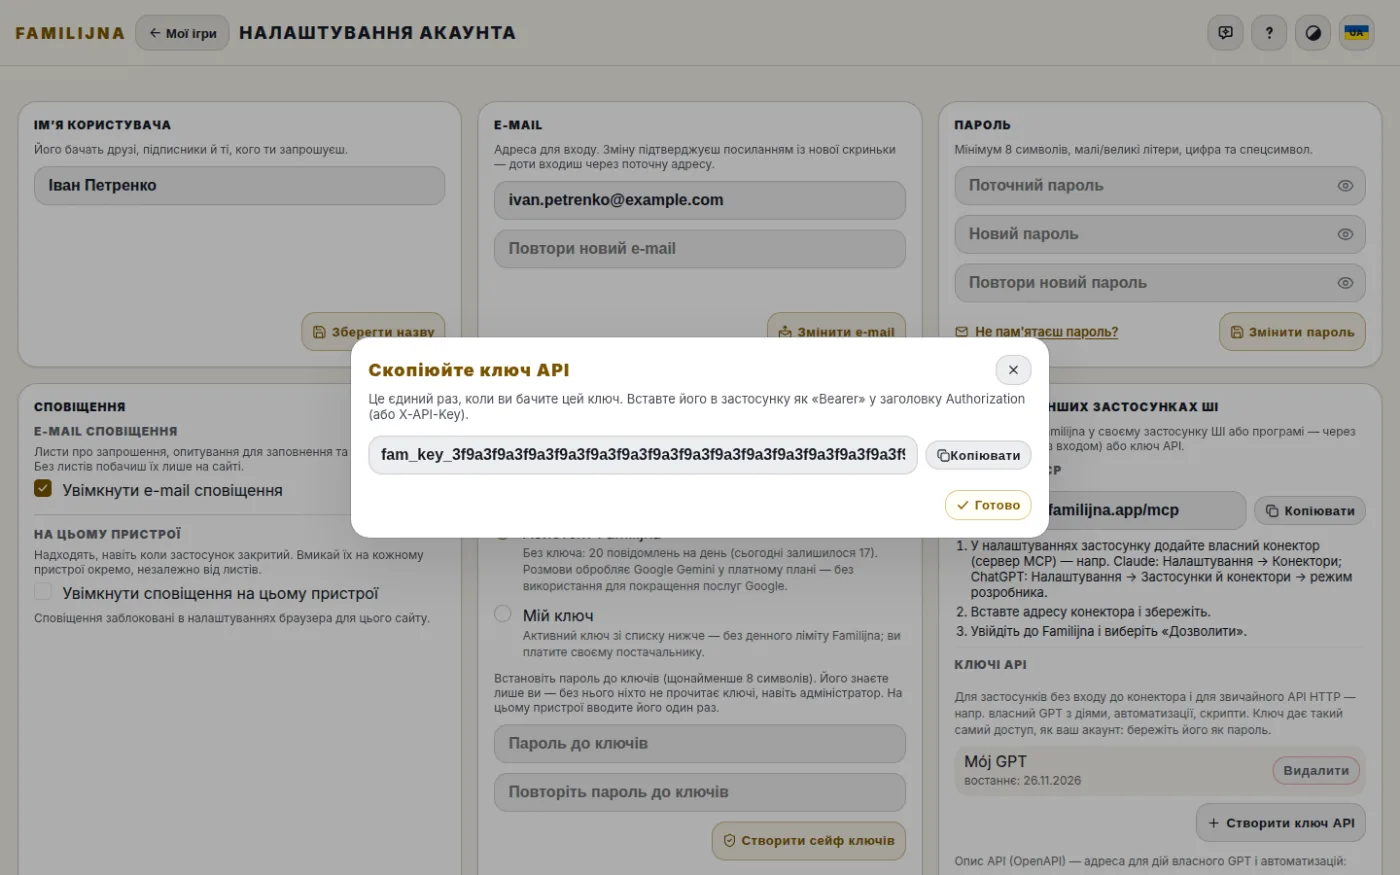 FAMILIJNA
← Мої ігри
НАЛАШТУВАННЯ АКАУНТА
?
UA
ІМ'Я КОРИСТУВАЧА
Його бачать друзі, підписники й ті, кого ти запрошуєш.
Іван Петренко
Зберегти назву
E-MAIL
Адреса для входу. Зміну підтверджуєш посиланням із нової скриньки
— доти входиш через поточну адресу.
ivan.petrenko@example.com
Повтори новий e-mail
Змінити e-mail
ПАРОЛЬ
Мінімум 8 символів, малі/великі літери, цифра та спецсимвол.
Поточний пароль
Новий пароль
Повтори новий пароль
Не пам'ятаєш пароль?
Змінити пароль
Скопіюйте ключ API
Це єдиний раз, коли ви бачите цей ключ. Вставте його в застосунку як «Bearer» у заголовку Authorization
(або X-API-Key).
fam_key_3f9a3f9a3f9a3f9a3f9a3f9a3f9a3f9a3f9a3f9a3f9a3f9a3f9a3f9
Копіювати
Готово
СПОВІЩЕННЯ
E-MAIL СПОВІЩЕННЯ
Листи про запрошення, опитування для заповнення та
Без листів побачиш їх лише на сайті.
Увімкнути e-mail сповіщення
НА ЦЬОМУ ПРИСТРОЇ
Надходять, навіть коли застосунок закритий. Вмикай їх на кожному
пристрої окремо, незалежно від листів.
Увімкнути сповіщення на цьому пристрої
Сповіщення заблоковані в налаштуваннях браузера для цього сайту.
Без ключа: 20 повідомлень на день (сьогодні залишилося 17).
Розмови обробляє Google Gemini у платному плані — без
використання для покращення послуг Google.
Мій ключ
Активний ключ зі списку нижче — без денного ліміту Familijna; ви
платите своєму постачальнику.
Встановіть пароль до ключів (щонайменше 8 символів). Його знаєте
лише ви — без нього ніхто не прочитає ключі, навіть адміністратор. На
цьому пристрої вводите його один раз.
Пароль до ключів
Повторіть пароль до ключів
Створити сейф ключів
НШИХ ЗАСТОСУНКАХ ШІ
milijna у своєму застосунку ШІ або програмі — через
з входом) або ключ API.
CP
familijna.app/mcp
Копіювати
1. У налаштуваннях застосунку додайте власний конектор
(сервер MCP) — напр. Claude: Налаштування → Конектори;
ChatGPT: Налаштування → Застосунки й конектори → режим
розробника.
2. Вставте адресу конектора і збережіть.
3. Увійдіть до Familijna і виберіть «Дозволити».
КЛЮЧІ API
Для застосунків без входу до конектора і для звичайного API HTTP —
напр. власний GPT з діями, автоматизації, скрипти. Ключ дає такий
самий доступ, як ваш акаунт: бережіть його як пароль.
Mój GPT
востаннє: 26.11.2026
Видалити
+ Створити ключ API
Опис API (OpenAPI) — адреса для дій власного GPT і автоматизацій: